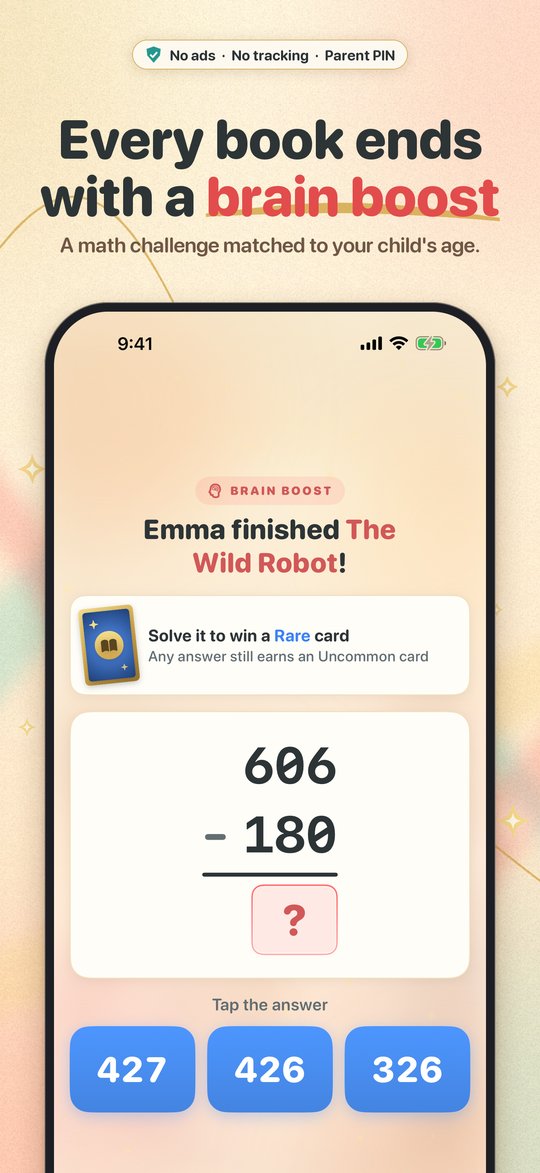 No ads · No tracking · Parent PIN
Every book ends
with a brain boost
A math challenge matched to your child's age.
9:41
BRAIN BOOST
Emma finished The
Wild Robot!
Solve it to win a Rare card
Any answer still earns an Uncommon card
606
- 180
?
Tap the answer
427 426 326